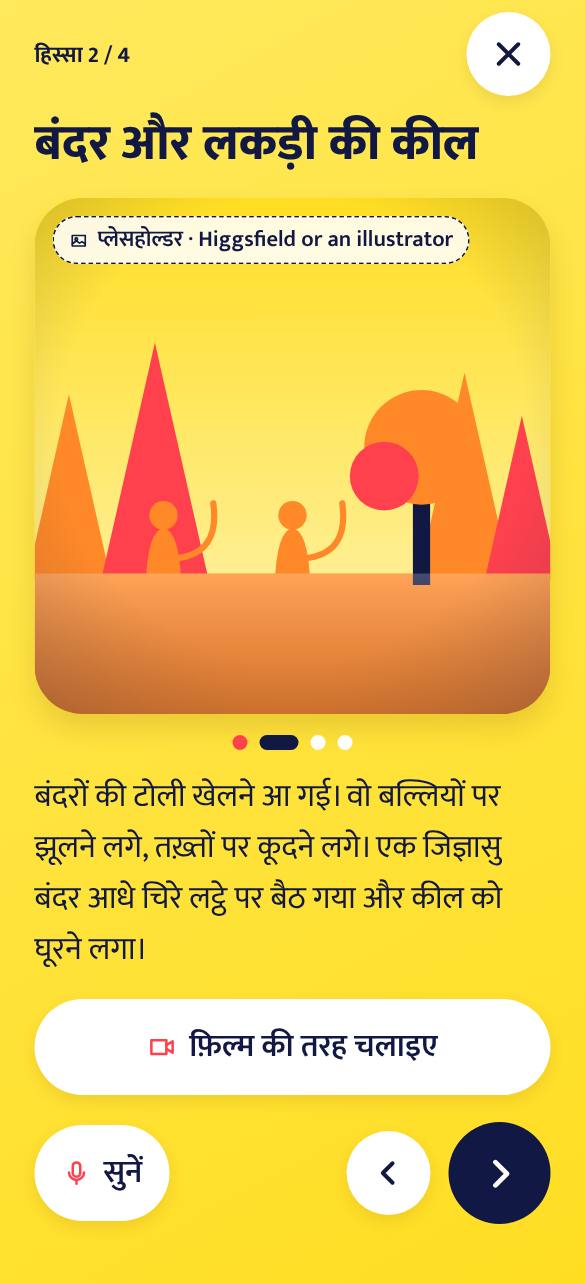 हिस्सा 2 / 4
बंदर और लकड़ी की कील
प्लेसहोल्डर · Higgsfield or an illustrator
बंदरों की टोली खेलने आ गई। वो बल्लियों पर
झूलने लगे, तख़्तों पर कूदने लगे। एक जिज्ञासु
बंदर आधे चिरे लट्ठे पर बैठ गया और कील को
घूरने लगा।
फ़िल्म की तरह चलाइए
सुनें